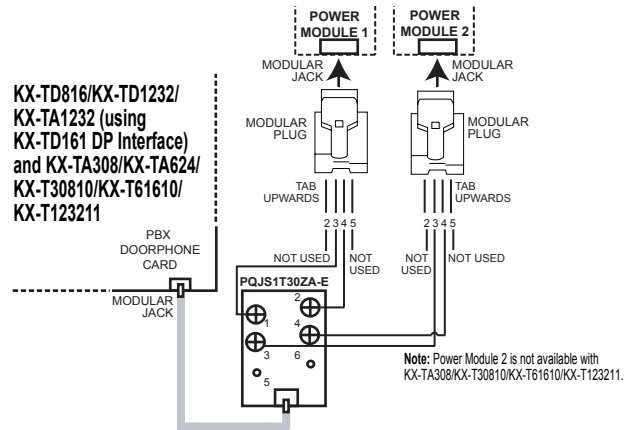 POWER
MODULE 1
POWER
MODULE 2
MODULAR
JACK
MODULAR
JACK
KX-TD816/KX-TD1232/
KX-TA1232 (using
KX-TD161 DP Interface)
and KX-TA308/KX-TA624/
KX-T30810/KX-T61610/
KX-T123211
MODULAR
PLUG
MODULAR
PLUG
TAB
UPWARDS
TAB
UPWARDS
2 3 4 5
2 3 4 5
PBX
DOORPHONE
CARD
NOT USED
NOT
USED
NOT
USED
NOT USED
MODULAR
JACK
PQJS1T30ZA-E
2
1
4
3
6
5
Note: Power Module 2 is not available with
KX-TA308/KX-T30810/KX-T61610/KX-T123211.